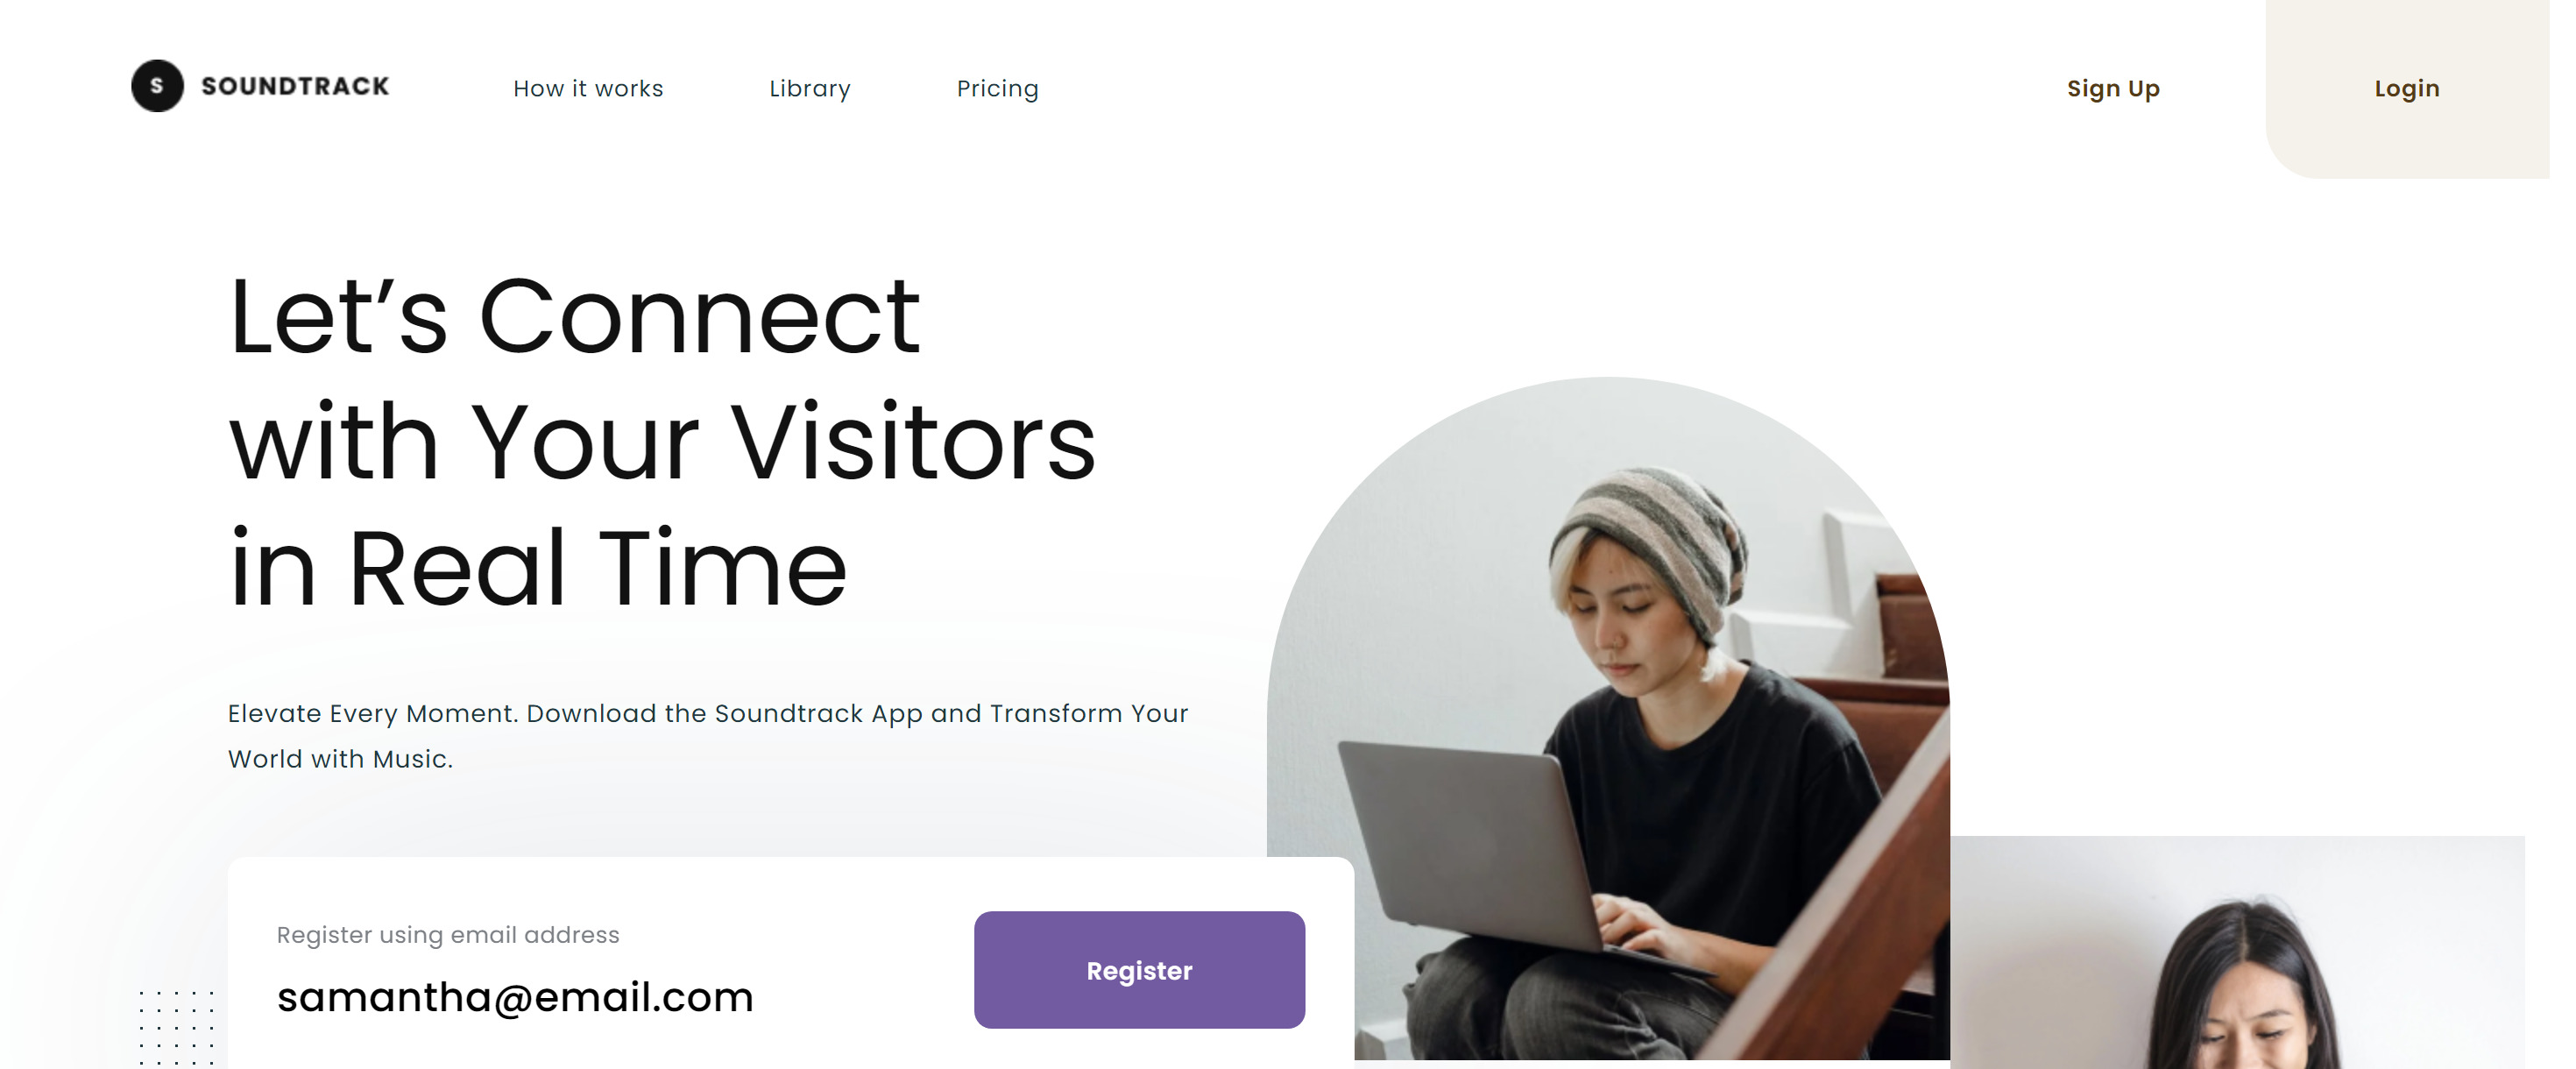 S SOUNDTRACK How it works Library Pricing Sign Up Login
Let’s Connect
with Your Visitors
in Real Time
Elevate Every Moment. Download the Soundtrack App and Transform Your
World with Music.
Register using email address
samantha@email.com
Register